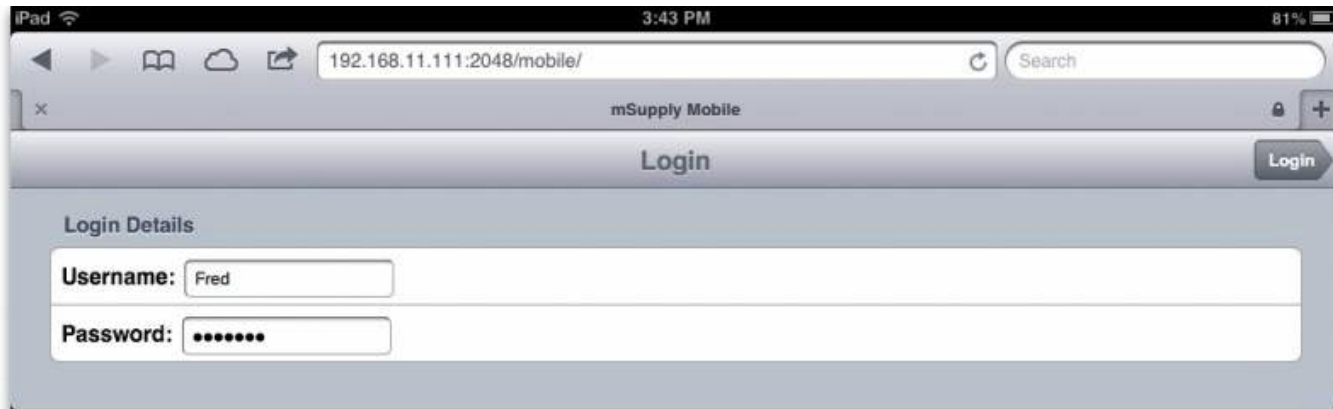 iPad 3:43 PM 81%
192.168.11.111:2048/mobile/ Search
mSupply Mobile
Login Login
Login Details
Username: Fred
Password: •••••••